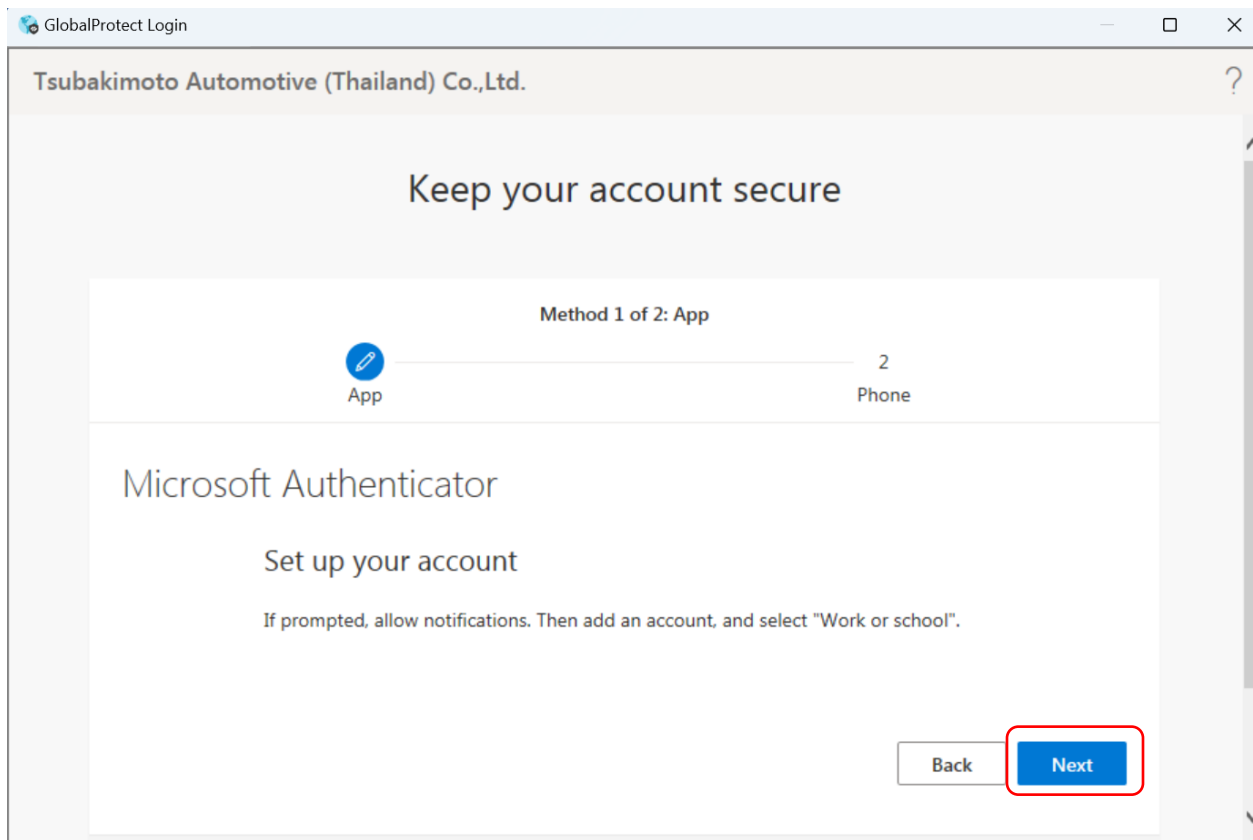 GlobalProtect Login
Tsubakimoto Automotive (Thailand) Co.,Ltd.
?
Keep your account secure
Method 1 of 2: App
2
App
Phone
Microsoft Authenticator
Set up your account
If prompted, allow notifications. Then add an account, and select "Work or school".
Back
Next